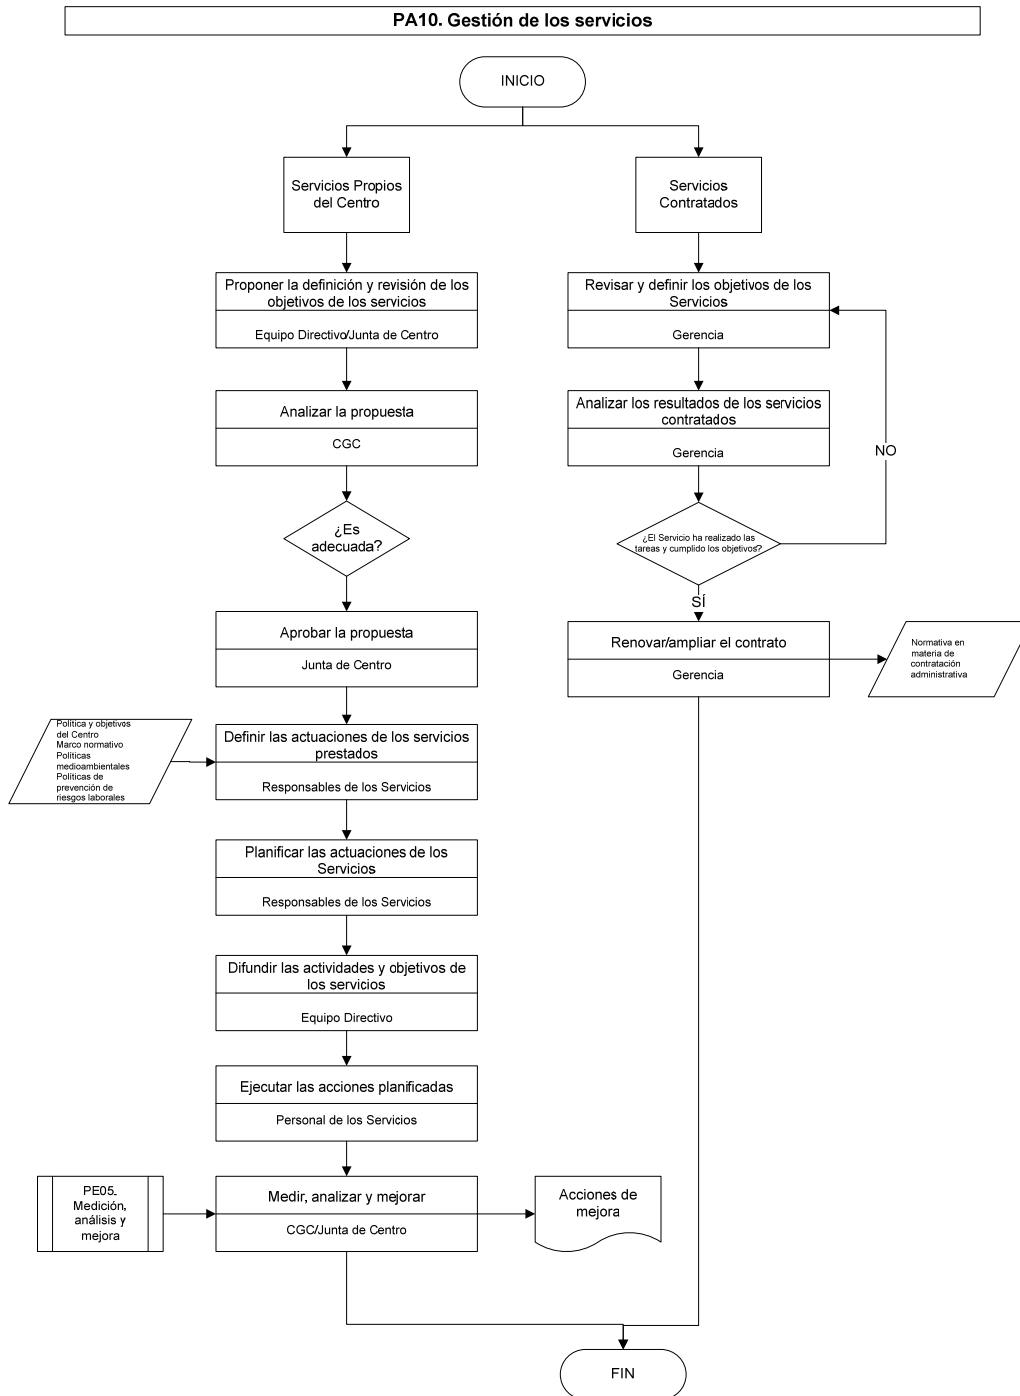 PA10. Gestión de los servicios
INICIO
Servicios Propios
del Centro
Servicios
Contratados
Proponer la definición y revisión de los
objetivos de los servicios
Equipo Directivo/Junta de Centro
Revisar y definir los objetivos de los
Servicios
Gerencia
Analizar la propuesta
CGC
Analizar los resultados de los servicios
contratados
Gerencia
NO
¿Es
adecuada?
¿El Servicio ha realizado las
tareas y cumplido los objetivos?
SÍ
Aprobar la propuesta
Junta de Centro
Renovar/ampliar el contrato
Gerencia
Normativa en
materia de
contratación
administrativa
Política y objetivos
del Centro
Marco normativo
Políticas
medioambientales
Políticas de
prevención de
riesgos laborales
Definir las actuaciones de los servicios
prestados
Responsables de los Servicios
Planificar las actuaciones de los
Servicios
Responsables de los Servicios
Difundir las actividades y objetivos de
los servicios
Equipo Directivo
Ejecutar las acciones planificadas
Personal de los Servicios
PE05.
Medición,
análisis y
mejora
Medir, analizar y mejorar
CGC/Junta de Centro
Acciones de
mejora
FIN